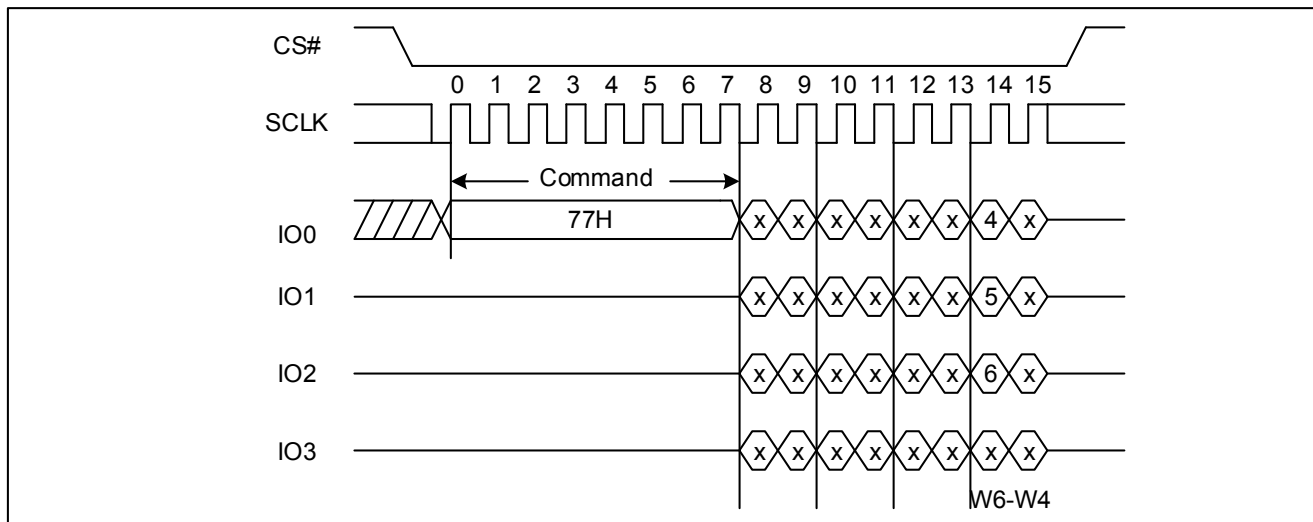 CS#
0 1 2 3 4 5 6 7 8 9 10 11 12 13 14 15
SCLK
Command
IO0 77H x x x x x x 4 x
IO1 x x x x x x 5 x
IO2 x x x x x x 6 x
IO3 x x x x x x x x
W6-W4